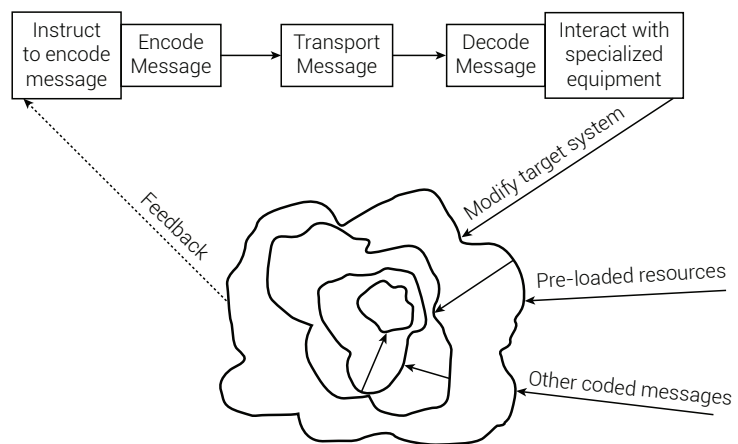 Instruct
to encode
message
Encode
Message
Transport
Message
Decode
Message
Interact with
specialized
equipment
Modify target system
Feedback
Pre-loaded resources
Other coded messages